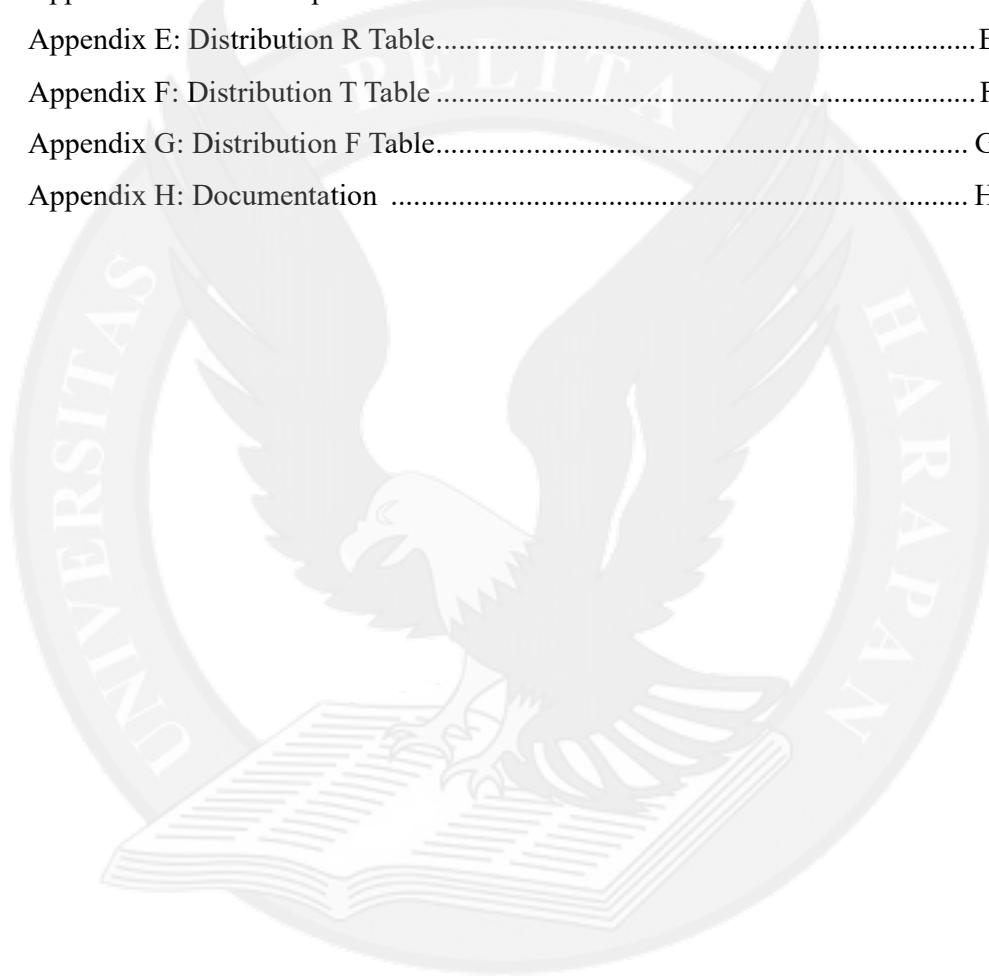 Appendix E: Distribution R Table.......................................................................E
Appendix F: Distribution T Table .......................................................................F
Appendix G: Distribution F Table...................................................................... G
Appendix H: Documentation ............................................................................ H
UNIVERSITAS PELITA HARAPAN